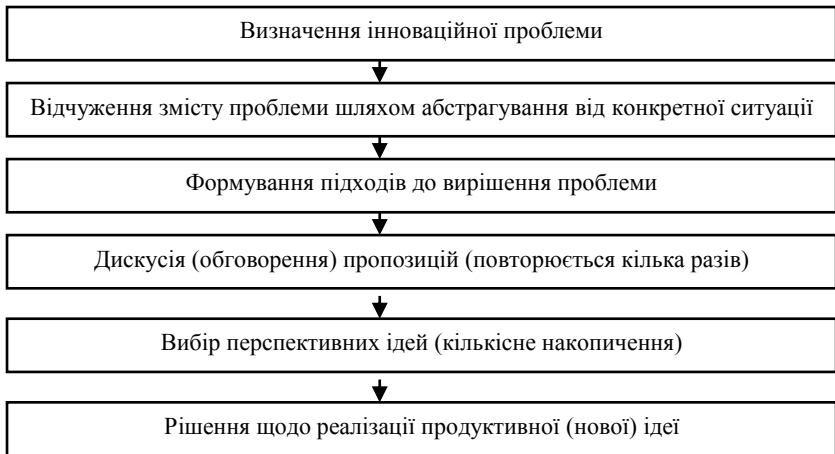 Визначення інноваційної проблеми
Відчуження змісту проблеми шляхом абстрагування від конкретної ситуації
Формування підходів до вирішення проблеми
Дискусія (обговорення) пропозицій (повторюється кілька разів)
Вибір перспективних ідей (кількісне накопичення)
Рішення щодо реалізації продуктивної (нової) ідеї